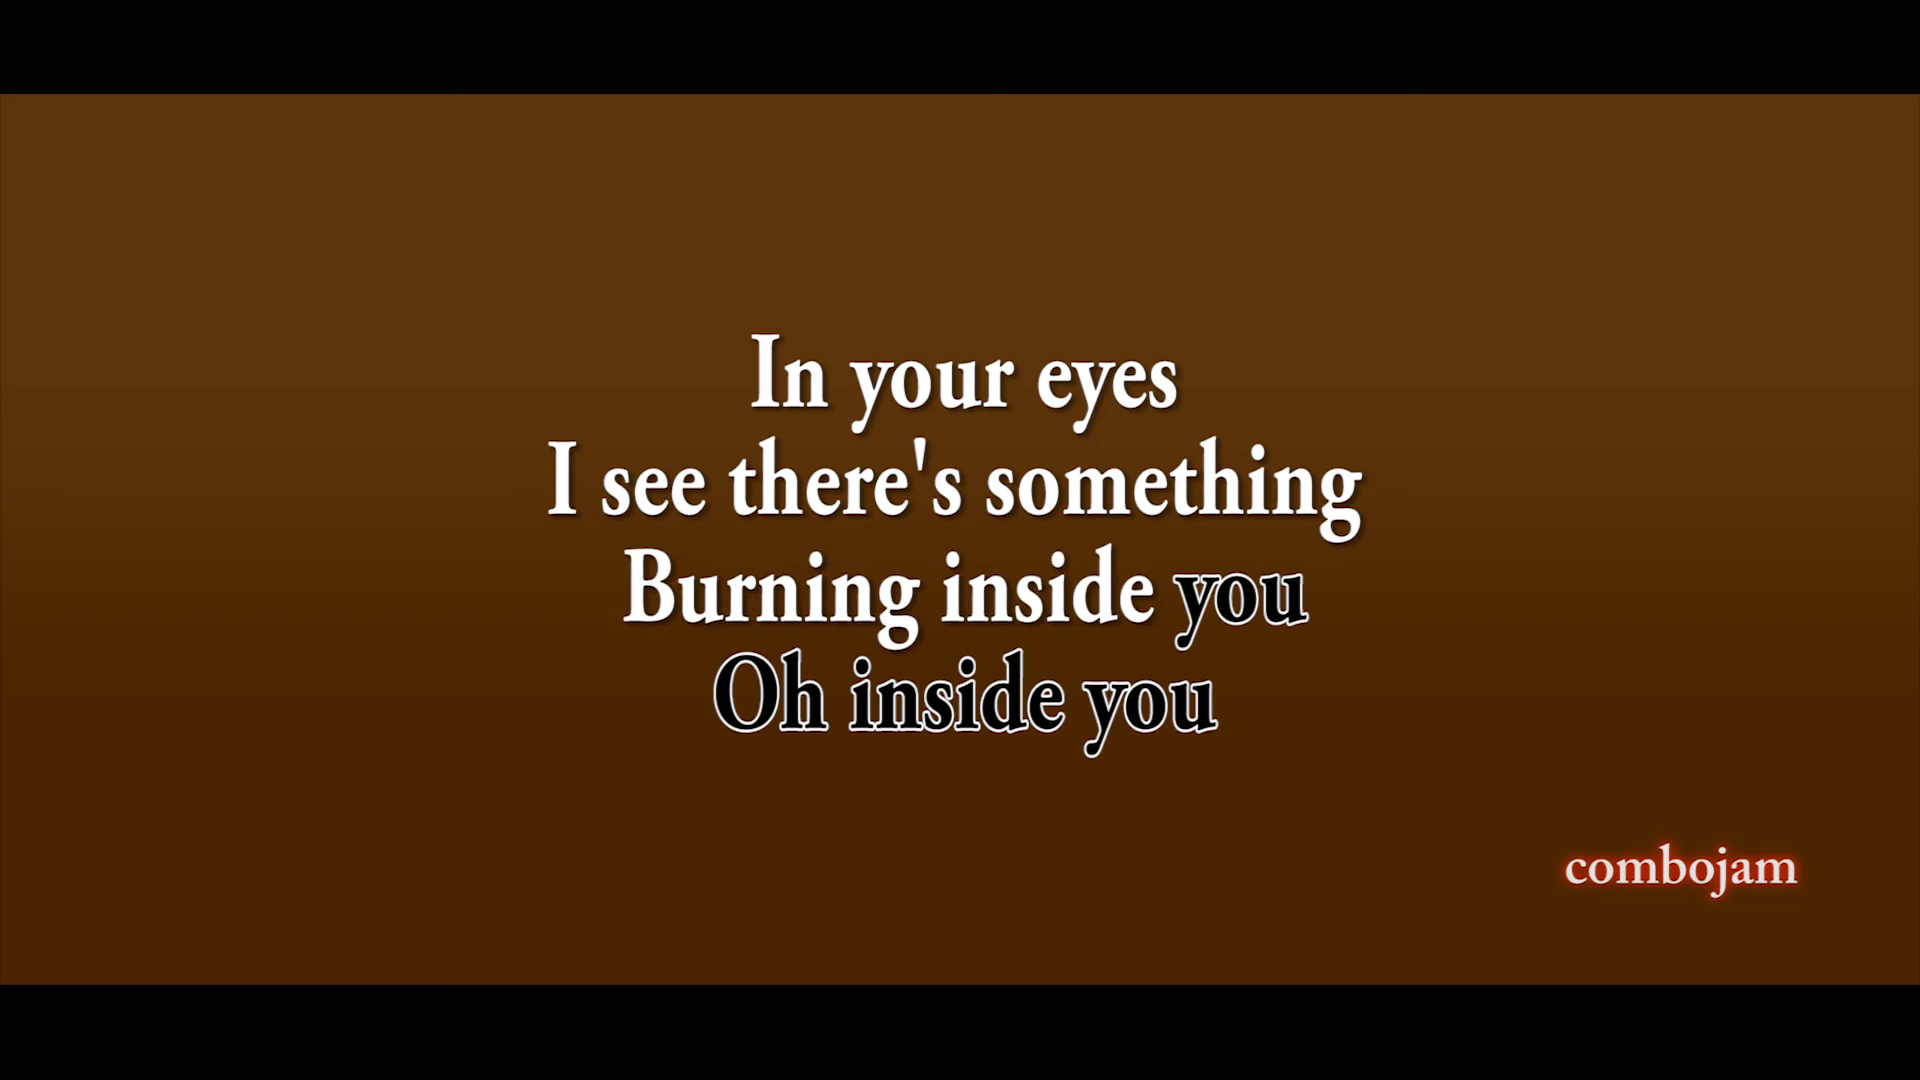 In your eyes
I see there's something
Burning inside you
Oh inside you
combojam